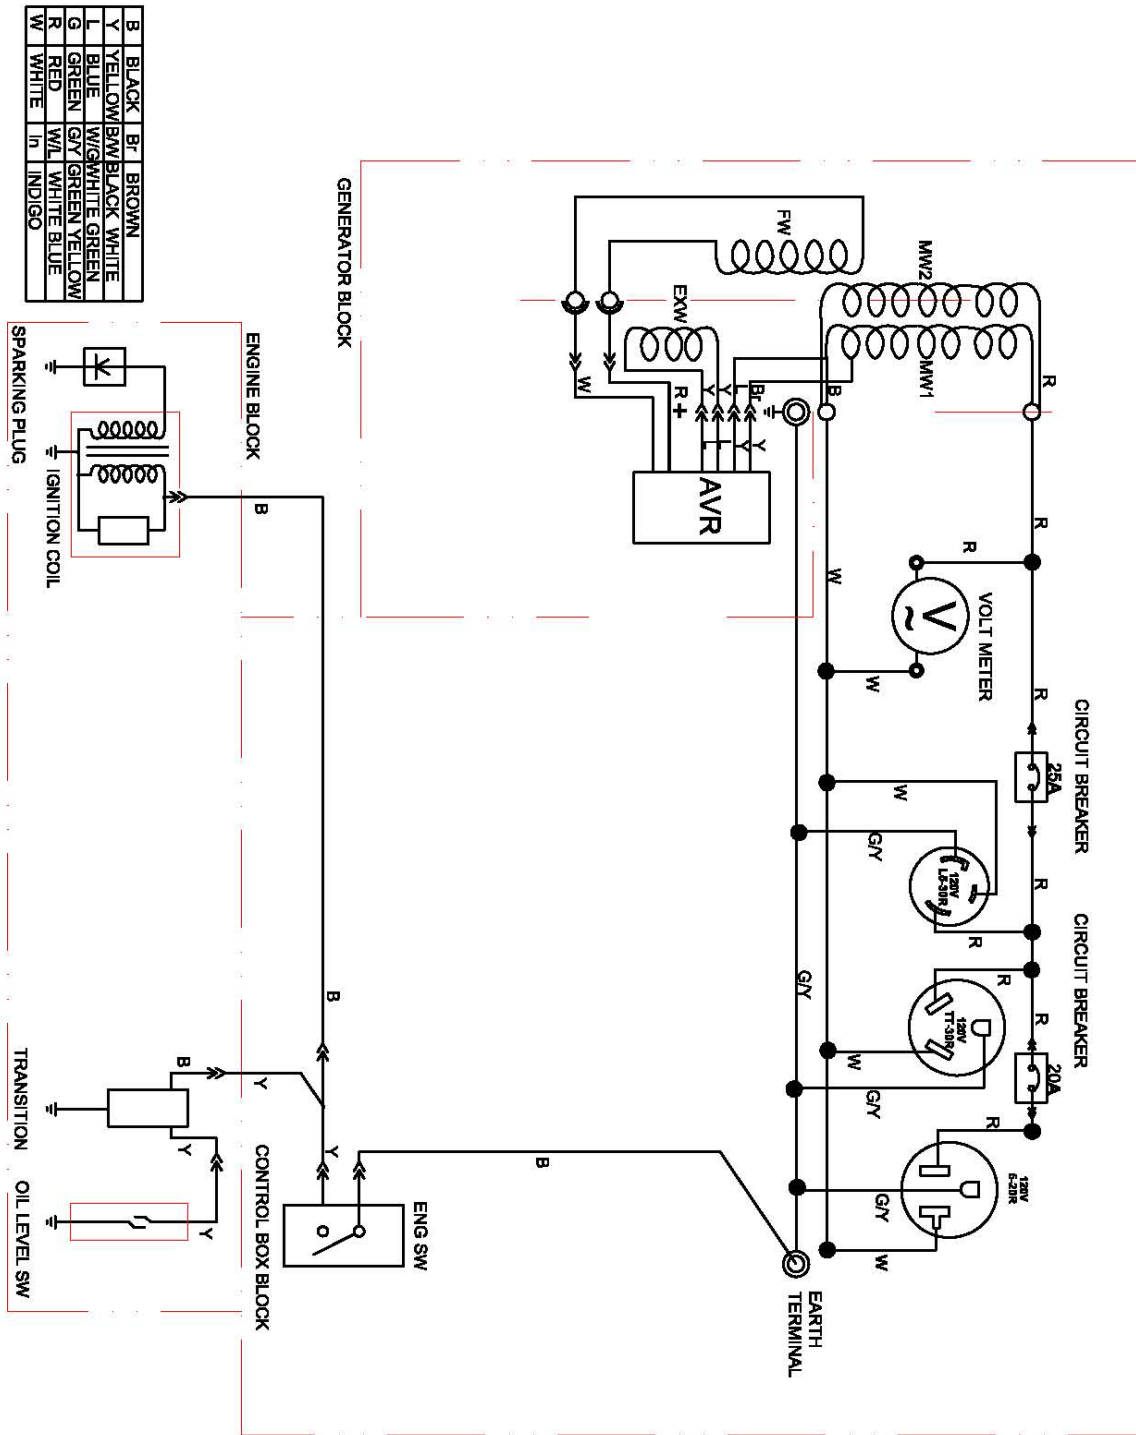 CIRCUIT BREAKER
CIRCUIT BREAKER
25A
20A
R
R
R
R
R
R
R
R
R
VOLT METER
V
~
120V
L5-30R
120V
TT-30R
120V
5-20R
EARTH
TERMINAL
MW2
MW1
B
W
W
W
W
W
G/Y
G/Y
G/Y
G/Y
FW
EXW
Br
L
Y
Y
Y
Y
L
L
R
+
W
AVR
GENERATOR BLOCK
ENG SW
B
Y
B
B
Y
CONTROL BOX BLOCK
ENGINE BLOCK
B
Y
Y
IGNITION COIL
SPARKING PLUG
TRANSITION
OIL LEVEL SW
B BLACK Br BROWN
Y YELLOW B/W BLACK WHITE
L BLUE W/G WHITE GREEN
G GREEN G/Y GREEN YELLOW
R RED W/L WHITE BLUE
W WHITE In INDIGO